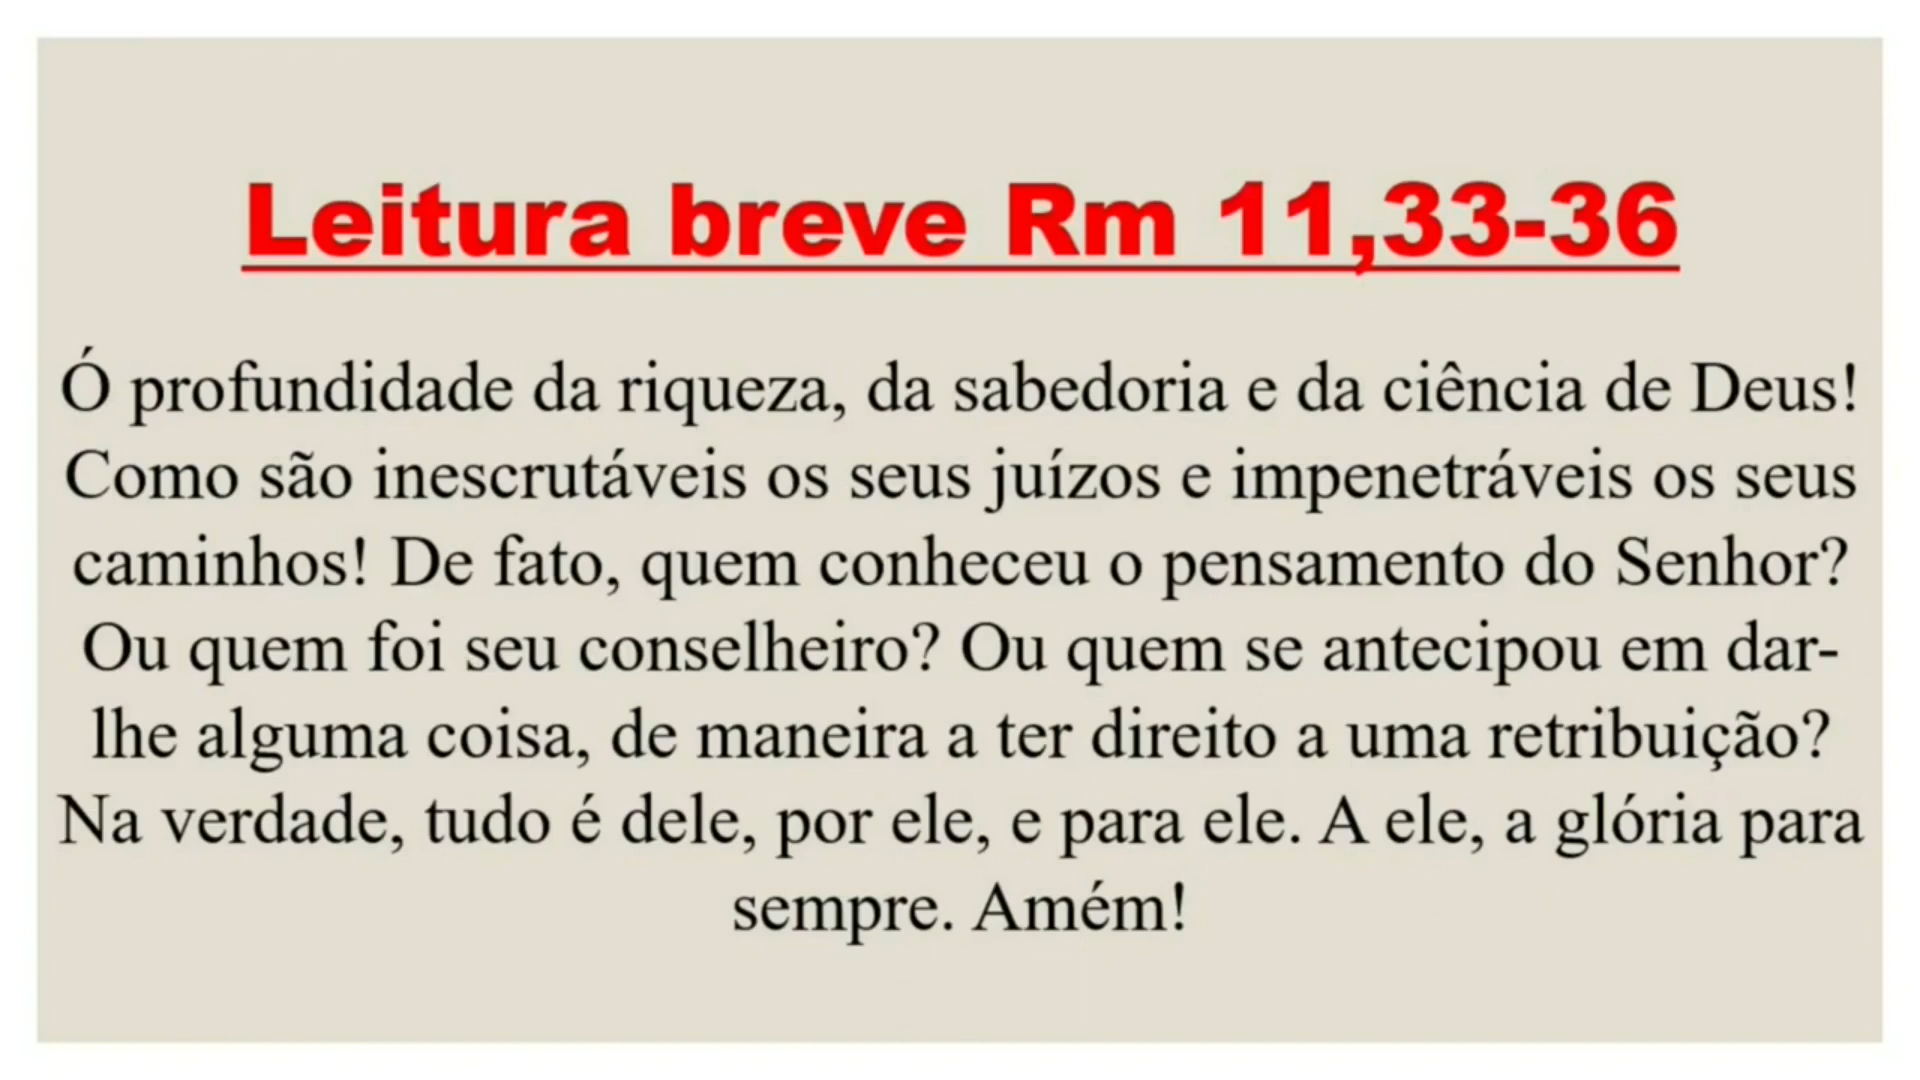 Leitura breve Rm 11,33-36
Ó profundidade da riqueza, da sabedoria e da ciência de Deus!
Como são inescrutáveis os seus juízos e impenetráveis os seus
caminhos! De fato, quem conheceu o pensamento do Senhor?
Ou quem foi seu conselheiro? Ou quem se antecipou em dar-
lhe alguma coisa, de maneira a ter direito a uma retribuição?
Na verdade, tudo é dele, por ele, e para ele. A ele, a glória para
sempre. Amém!